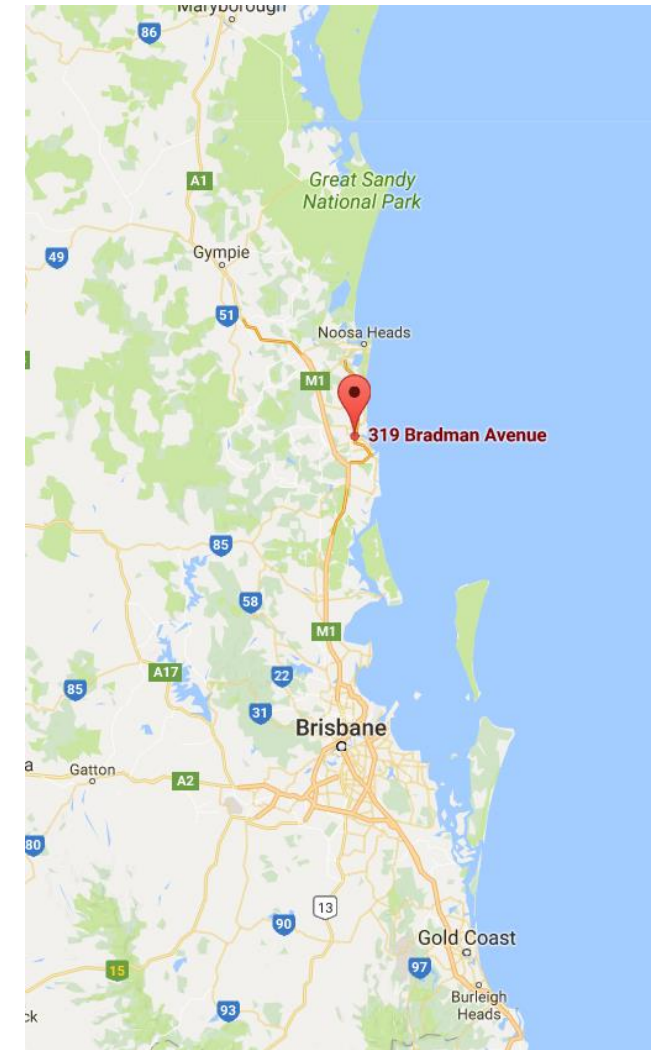 Maryborough
86
A1
Great Sandy
National Park
49
Gympie
51
Noosa Heads
M1
319 Bradman Avenue
85
58
M1
A17
22
85
31
Brisbane
a
Gatton
A2
80
13
90
Gold Coast
15
97
Burleigh
Heads
93
ck